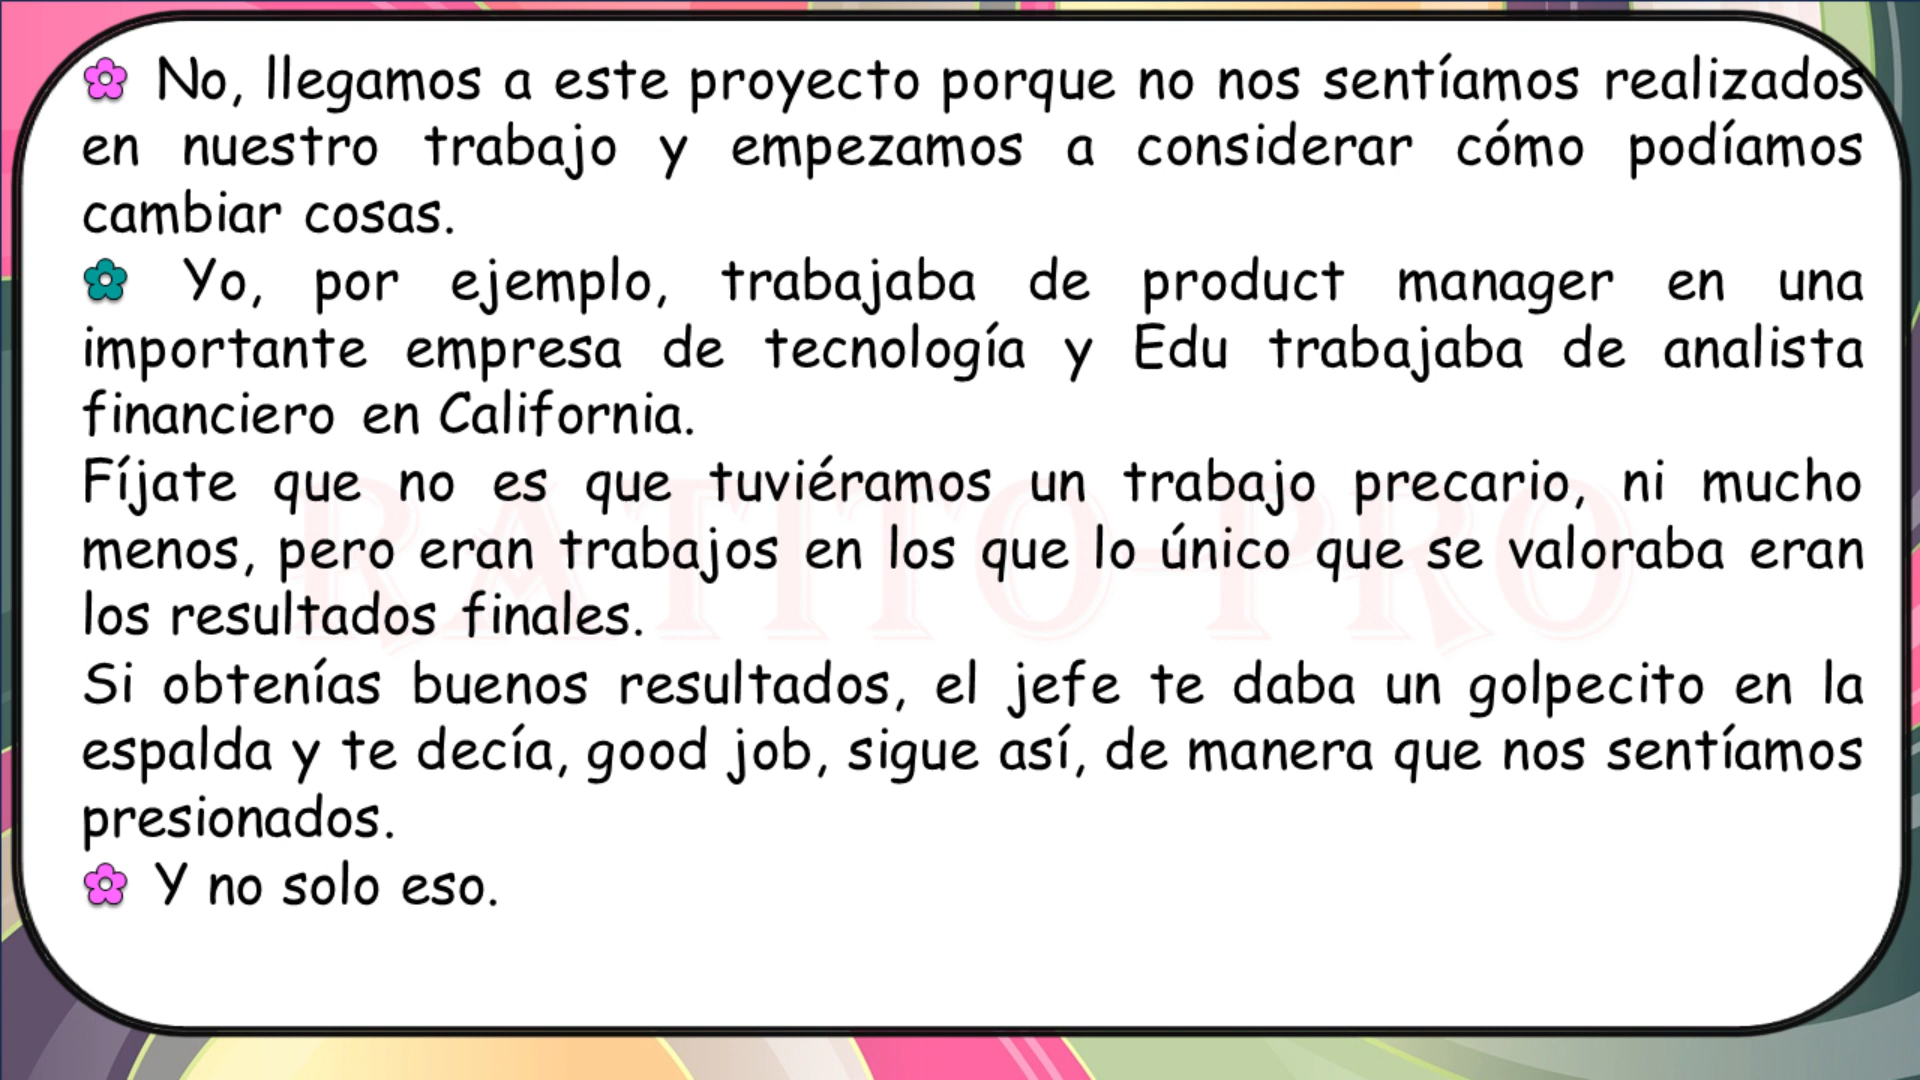 No, llegamos a este proyecto porque no nos sentíamos realizados
en nuestro trabajo y empezamos a considerar cómo podíamos
cambiar cosas.
Yo, por ejemplo, trabajaba de product manager en una
importante empresa de tecnología y Edu trabajaba de analista
financiero en California.
Fíjate que no es que tuviéramos un trabajo precario, ni mucho
menos, pero eran trabajos en los que lo único que se valoraba eran
los resultados finales.
RATITO-PRO
Si obtenías buenos resultados, el jefe te daba un golpecito en la
espalda y te decía, good job, sigue así, de manera que nos sentíamos
presionados.
Y no solo eso.